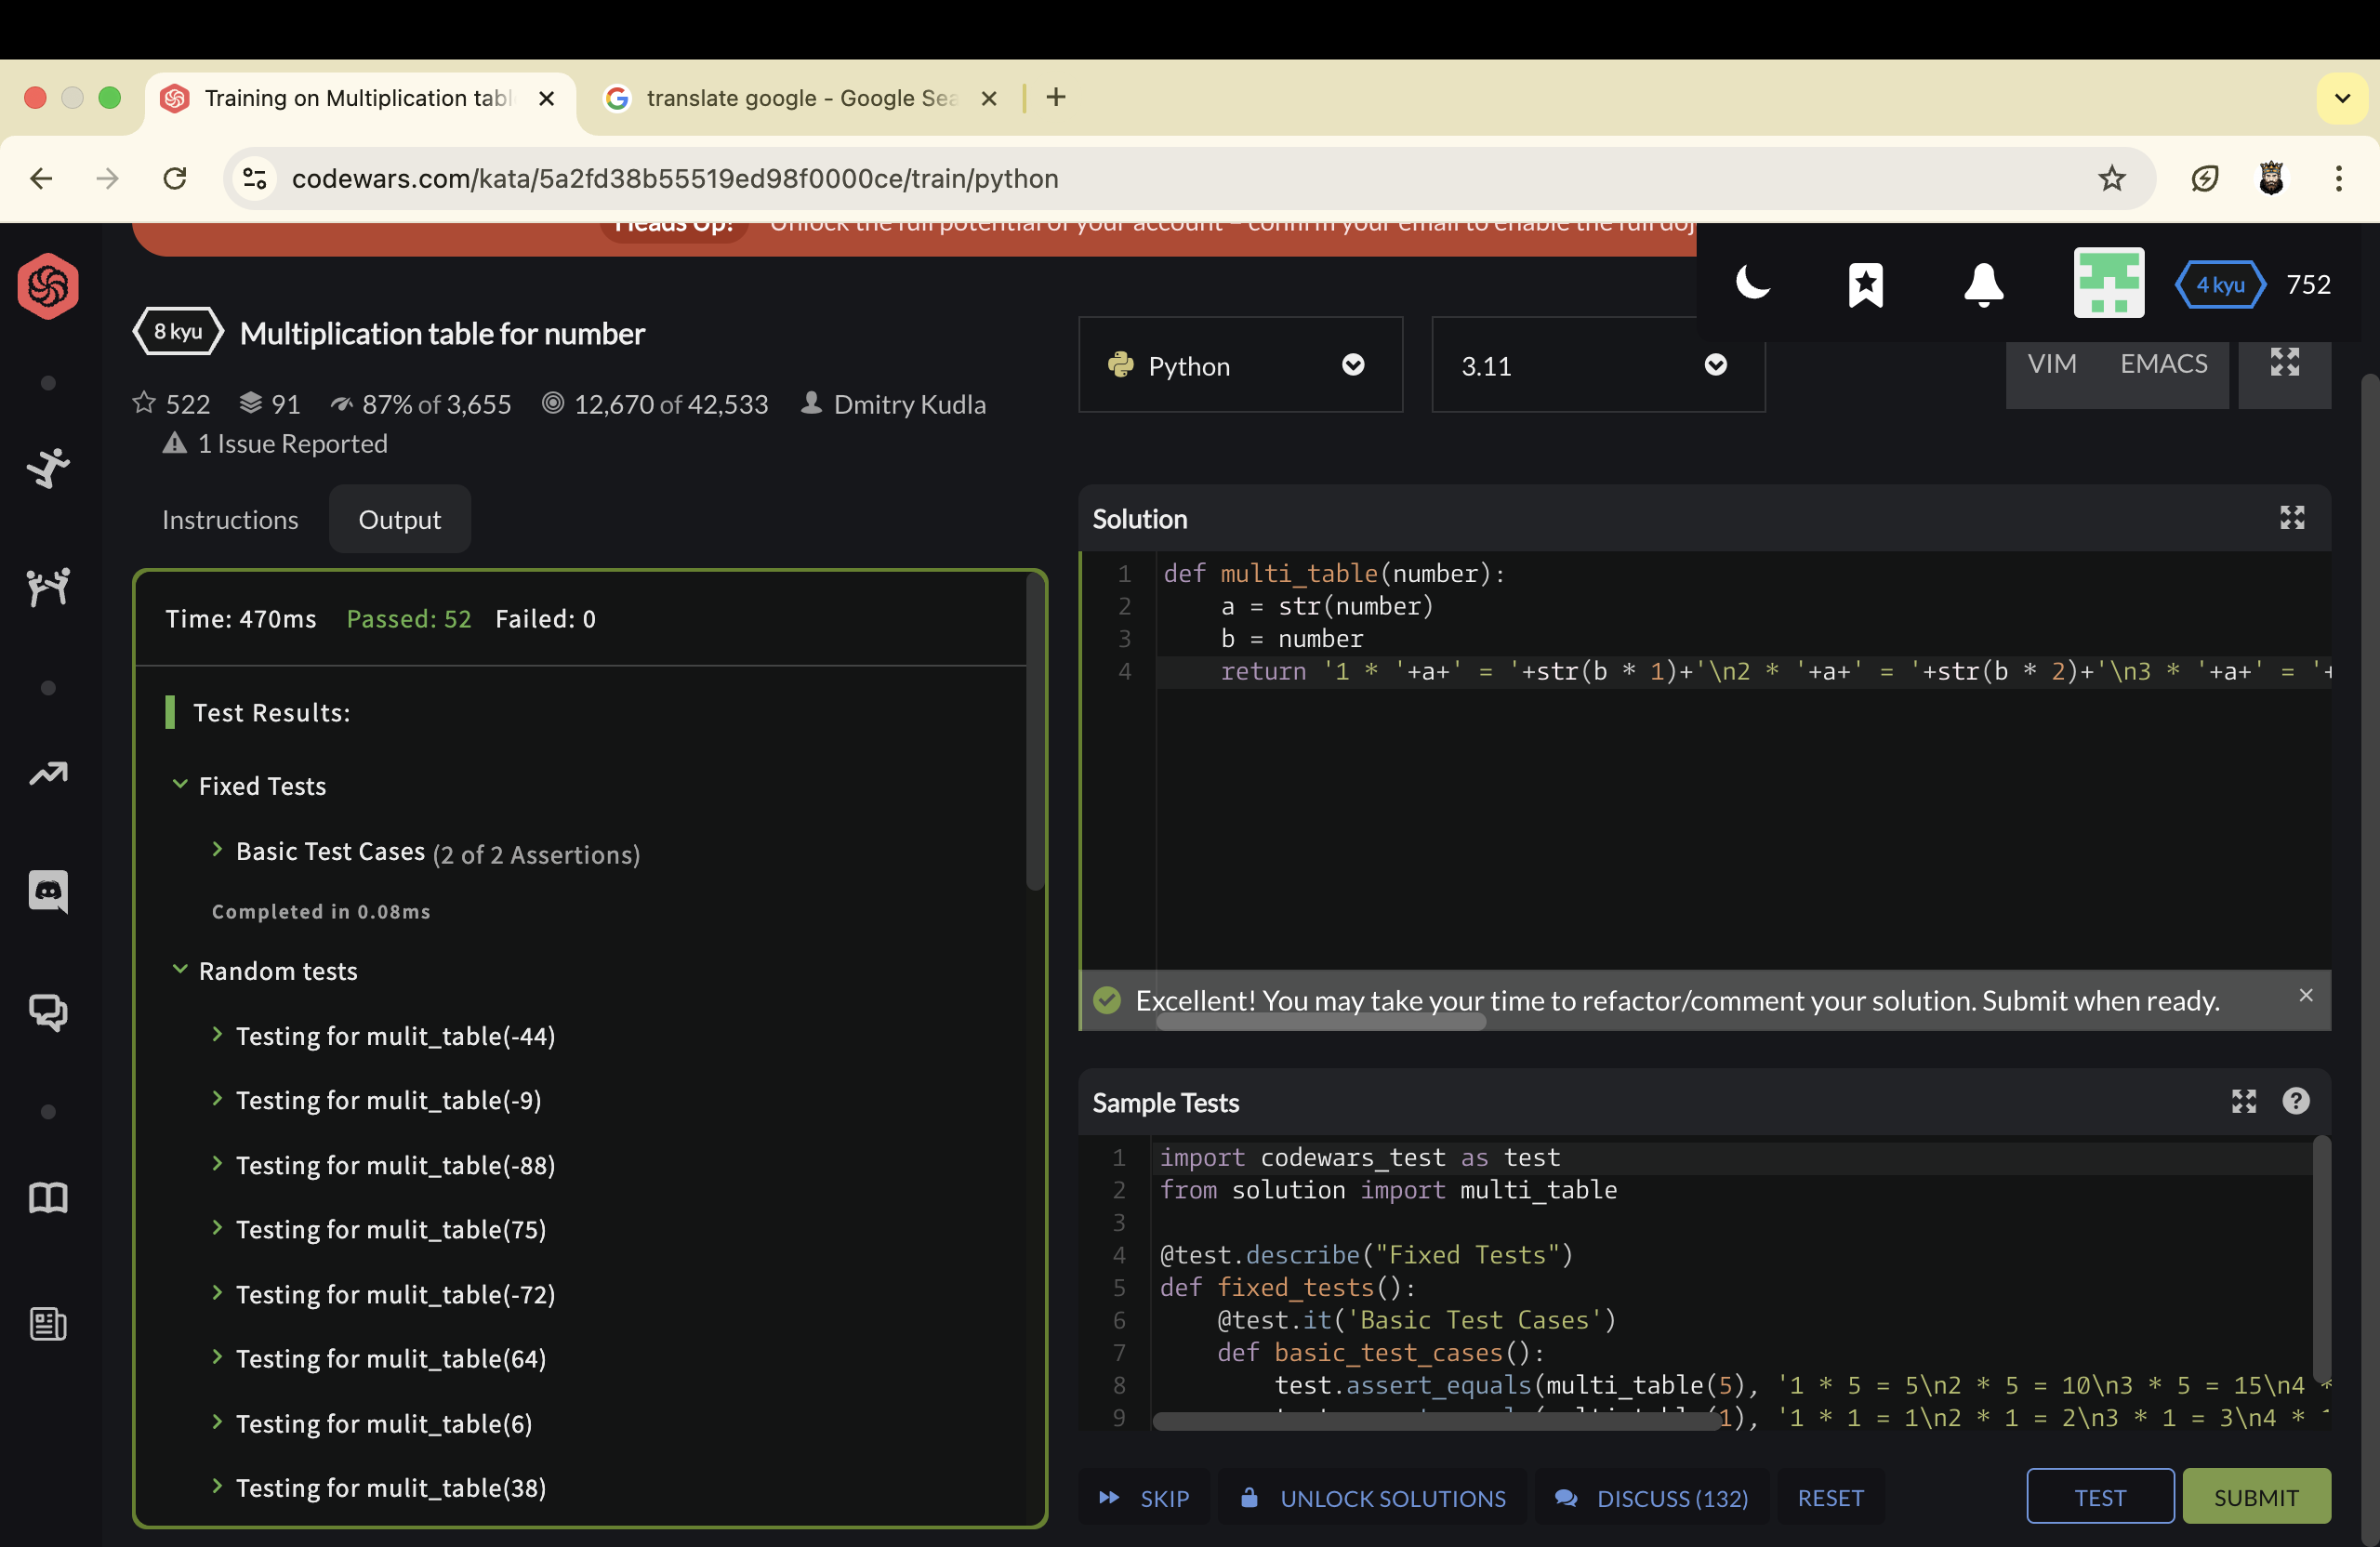 Training on Multiplication tabl
translate google - Google Sea
codewars.com/kata/5a2fd38b55519ed98f0000ce/train/python
Heads Up! Unlock the full potential of your account – confirm your email to enable the full doj
4 kyu 752
8 kyu Multiplication table for number
522 91 87% of 3,655 12,670 of 42,533 Dmitry Kudla
1 Issue Reported
Python 3.11 VIM EMACS
Instructions Output
Time: 470ms Passed: 52 Failed: 0
Test Results:
Fixed Tests
Basic Test Cases (2 of 2 Assertions)
Completed in 0.08ms
Random tests
Testing for mulit_table(-44)
Testing for mulit_table(-9)
Testing for mulit_table(-88)
Testing for mulit_table(75)
Testing for mulit_table(-72)
Testing for mulit_table(64)
Testing for mulit_table(6)
Testing for mulit_table(38)
Solution
1 def multi_table(number):
2     a = str(number)
3     b = number
4     return '1 * '+a+' = '+str(b * 1)+'\n2 * '+a+' = '+str(b * 2)+'\n3 * '+a+' = '+
Excellent! You may take your time to refactor/comment your solution. Submit when ready.
Sample Tests
1 import codewars_test as test
2 from solution import multi_table
3
4 @test.describe("Fixed Tests")
5 def fixed_tests():
6     @test.it('Basic Test Cases')
7     def basic_test_cases():
8         test.assert_equals(multi_table(5), '1 * 5 = 5\n2 * 5 = 10\n3 * 5 = 15\n4 *
9 1), '1 * 1 = 1\n2 * 1 = 2\n3 * 1 = 3\n4 * 1
SKIP UNLOCK SOLUTIONS DISCUSS (132) RESET TEST SUBMIT